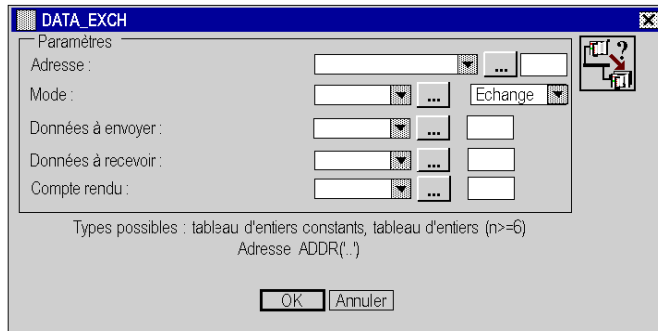 DATA_EXCH
Paramètres
Adresse :
...
Mode :
...
Echange
Données à envoyer :
...
Données à recevoir :
...
Compte rendu :
...
?
Types possibles : tableau d'entiers constants, tableau d'entiers (n>=6)
Adresse ADDR('..')
OK
Annuler